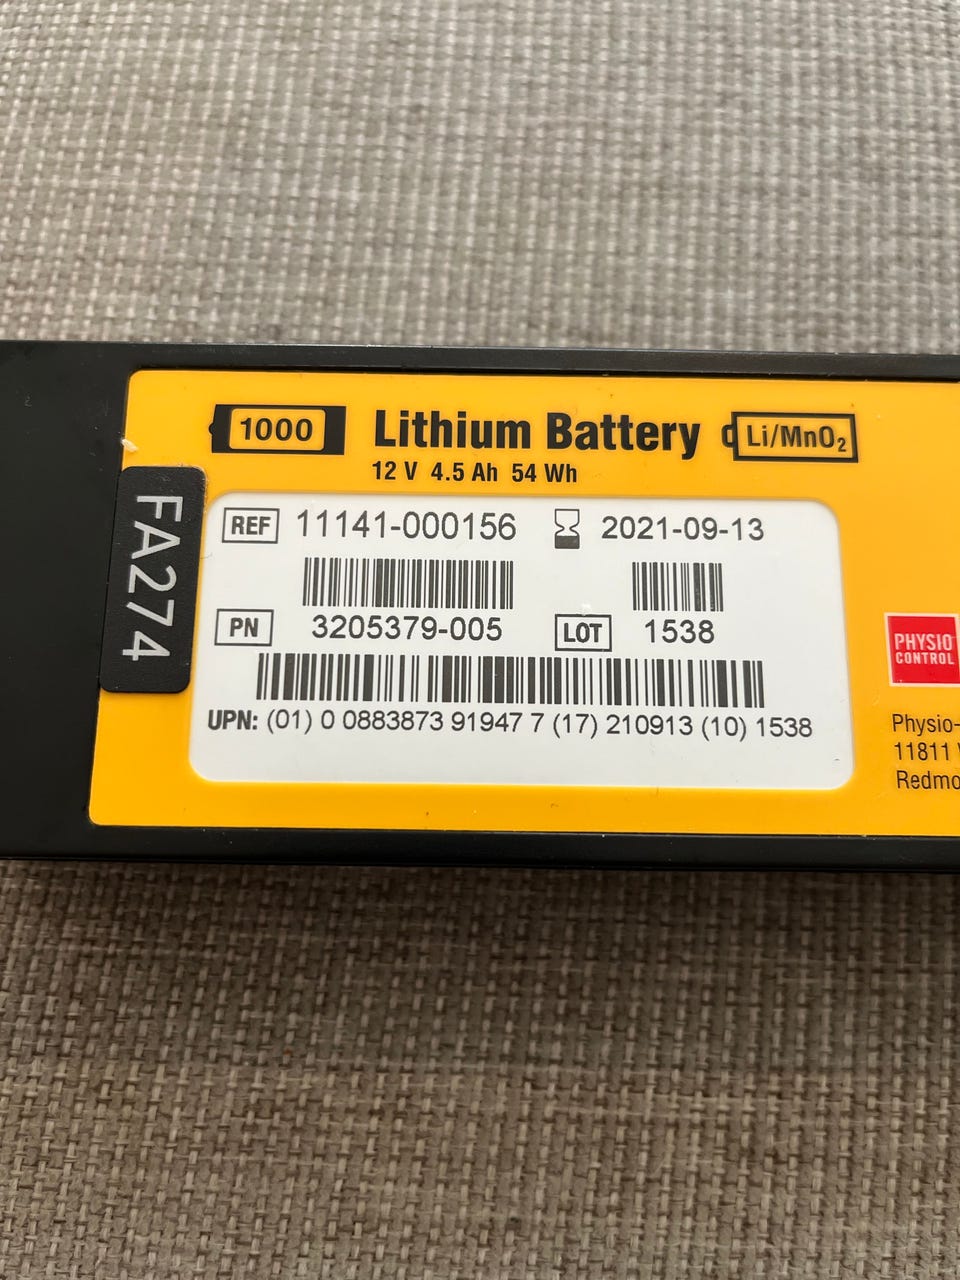 1000
Lithium Battery
Li/MnO₂
12 V 4.5 Ah 54 Wh
FA274
REF 11141-000156
2021-09-13
PN 3205379-005
LOT 1538
UPN: (01) 0 0883873 91947 7 (17) 210913 (10) 1538
PHYSIO
CONTROL
Physio-
11811
Redmo